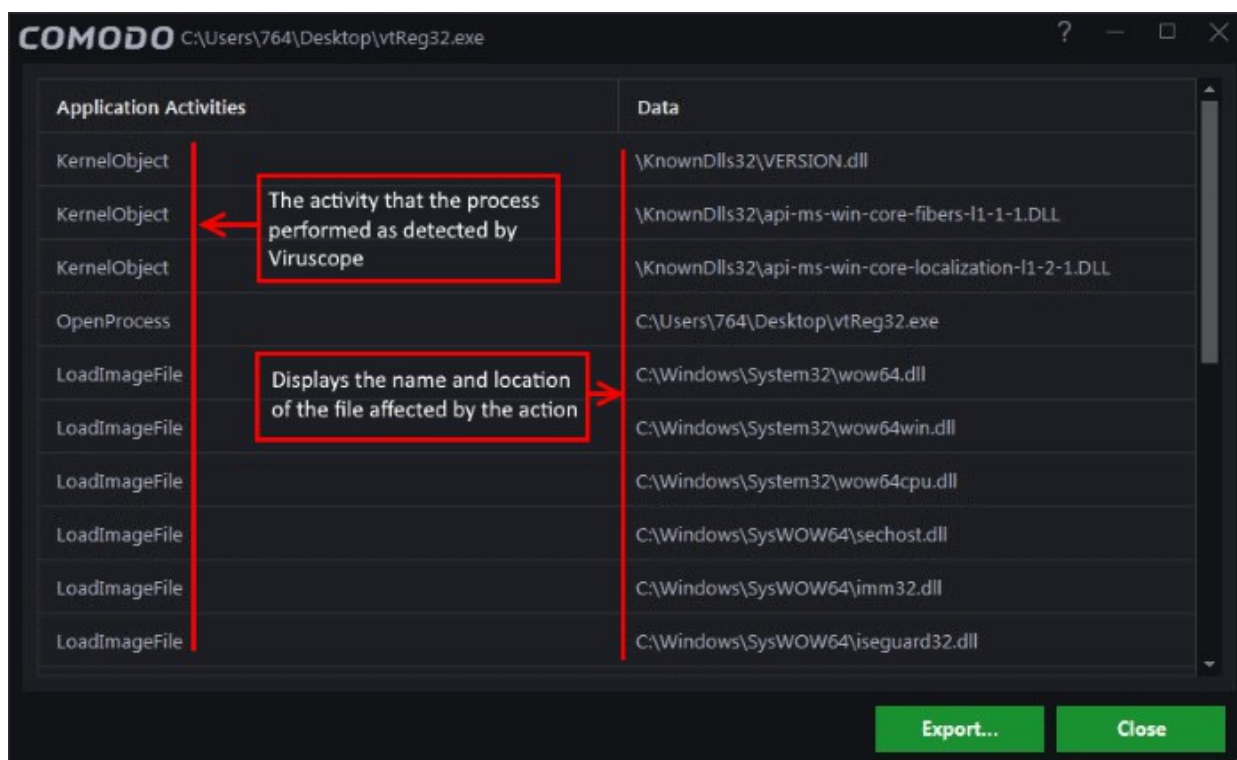 COMODO C:\Users\764\Desktop\vtReg32.exe
Application Activities Data
KernelObject \KnownDlls32\VERSION.dll
The activity that the process
performed as detected by
Viruscope
KernelObject \KnownDlls32\api-ms-win-core-fibers-l1-1-1.DLL
KernelObject \KnownDlls32\api-ms-win-core-localization-l1-2-1.DLL
OpenProcess C:\Users\764\Desktop\vtReg32.exe
LoadImageFile C:\Windows\System32\wow64.dll
Displays the name and location
of the file affected by the action
LoadImageFile C:\Windows\System32\wow64win.dll
LoadImageFile C:\Windows\System32\wow64cpu.dll
LoadImageFile C:\Windows\SysWOW64\sechost.dll
LoadImageFile C:\Windows\SysWOW64\imm32.dll
LoadImageFile C:\Windows\SysWOW64\iseguard32.dll
Export... Close